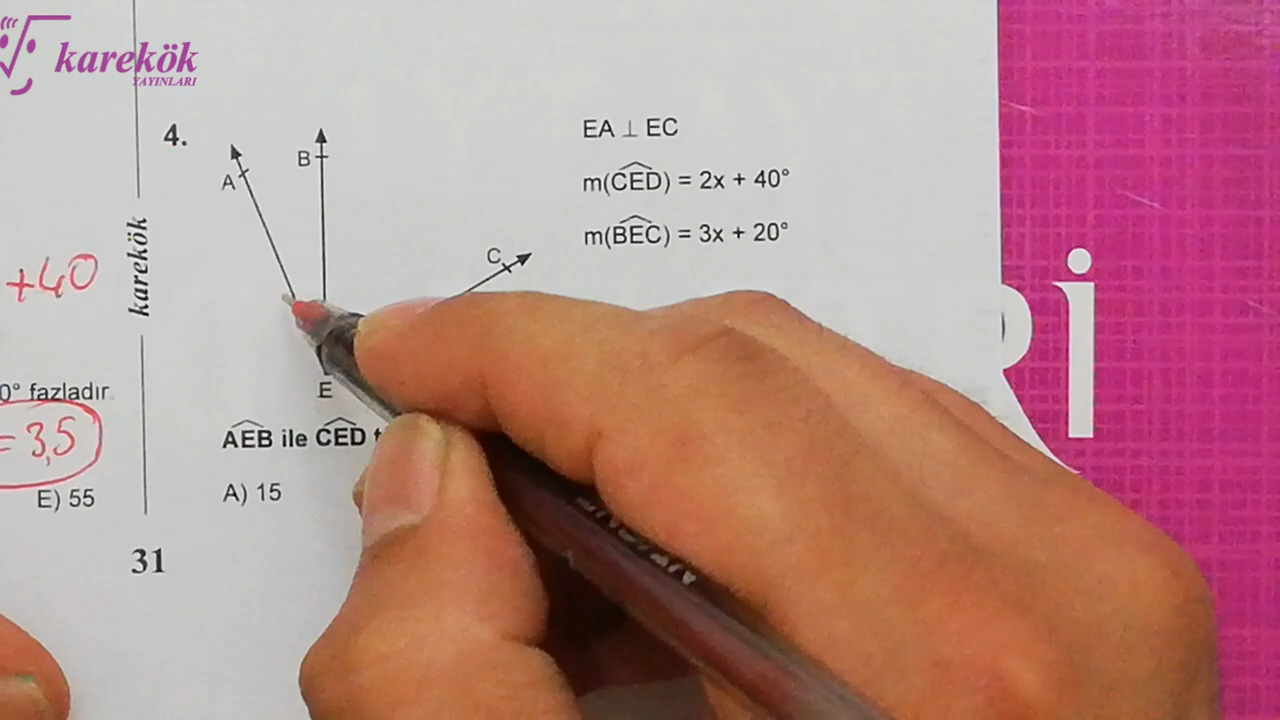 karekök
YAYINLARI
4.
A
B
C
E
EA ⊥ EC
m(CED) = 2x + 40°
m(BEC) = 3x + 20°
karekök
+40
0° fazladır.
= 3,5
E) 55
31
AEB ile CED
A) 15
Rİ